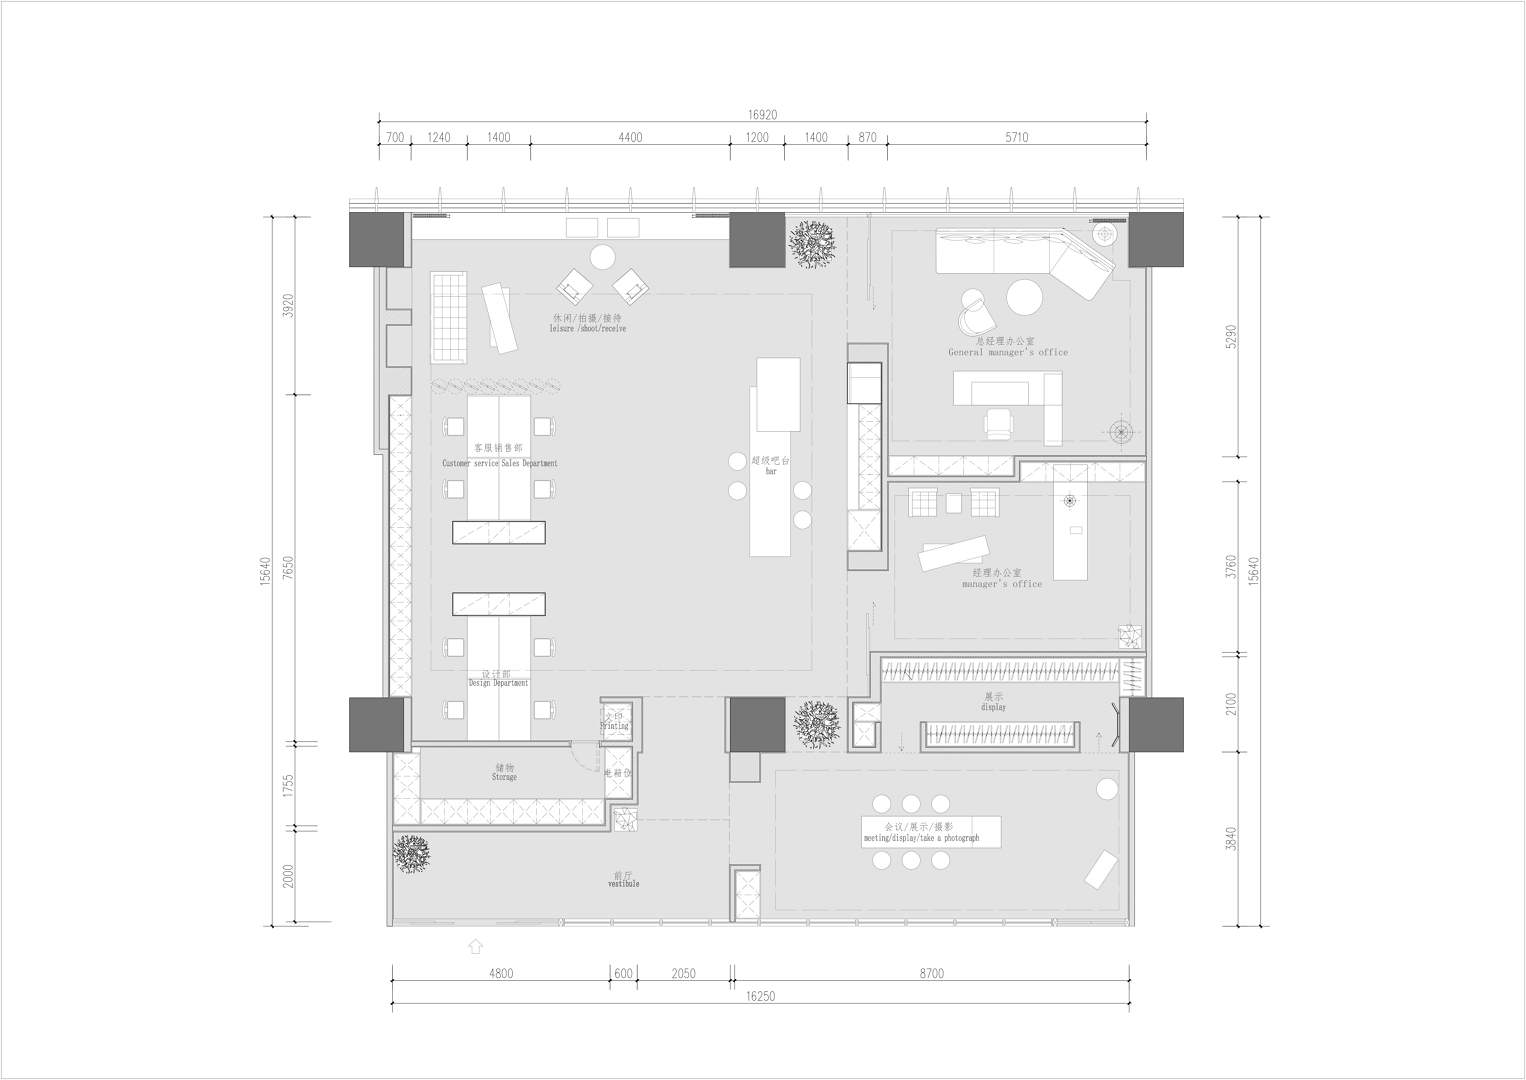 16920
700 1240 1400 4400 1200 1400 870 5710
3920
5290
休闲/拍摄/接待
leisure /shoot/receive
总经理办公室
General manager's office
客服销售部
Customer service Sales Department
超级吧台
bar
15640
7650
3760
15640
经理办公室
manager's office
设计部
Design Department
文印
Printing
展示
display
2100
储物
Storage
电箱位
1755
会议/展示/摄影
meeting/display/take a photograph
3840
2000
前厅
vestibule
4800 600 2050 8700
16250